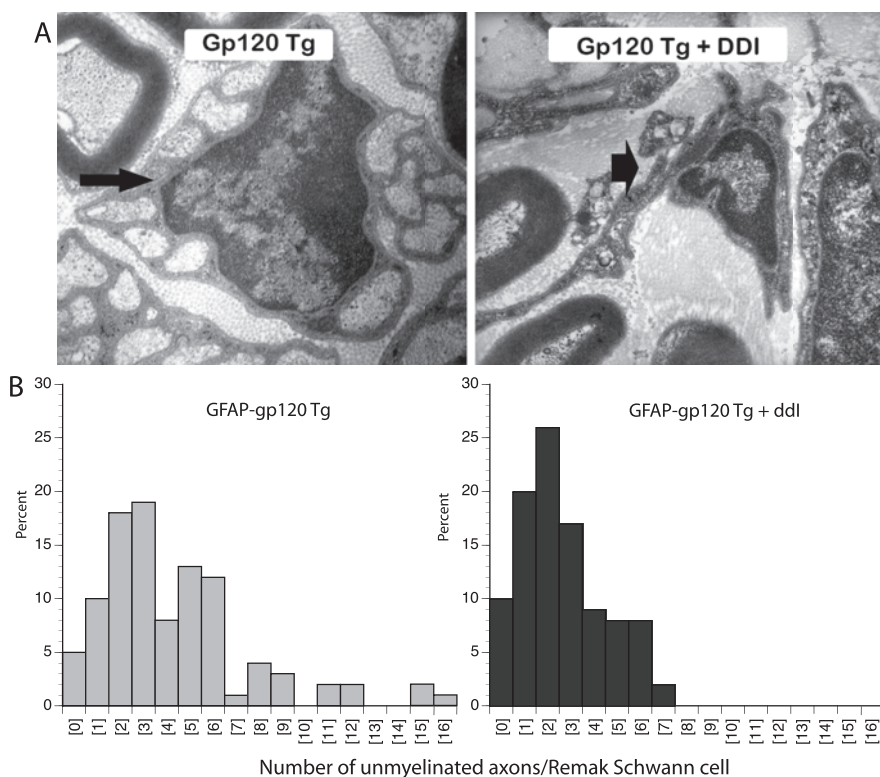 A
Gp120 Tg
Gp120 Tg + DDI
B
GFAP-gp120 Tg
Percent
30
25
20
15
10
5
0
[0] [1] [2] [3] [4] [5] [6] [7] [8] [9] [10] [11] [12] [13] [14] [15] [16]
GFAP-gp120 Tg + ddI
Percent
30
25
20
15
10
5
0
[0] [1] [2] [3] [4] [5] [6] [7] [8] [9] [10] [11] [12] [13] [14] [15] [16]
Number of unmyelinated axons/Remak Schwann cell